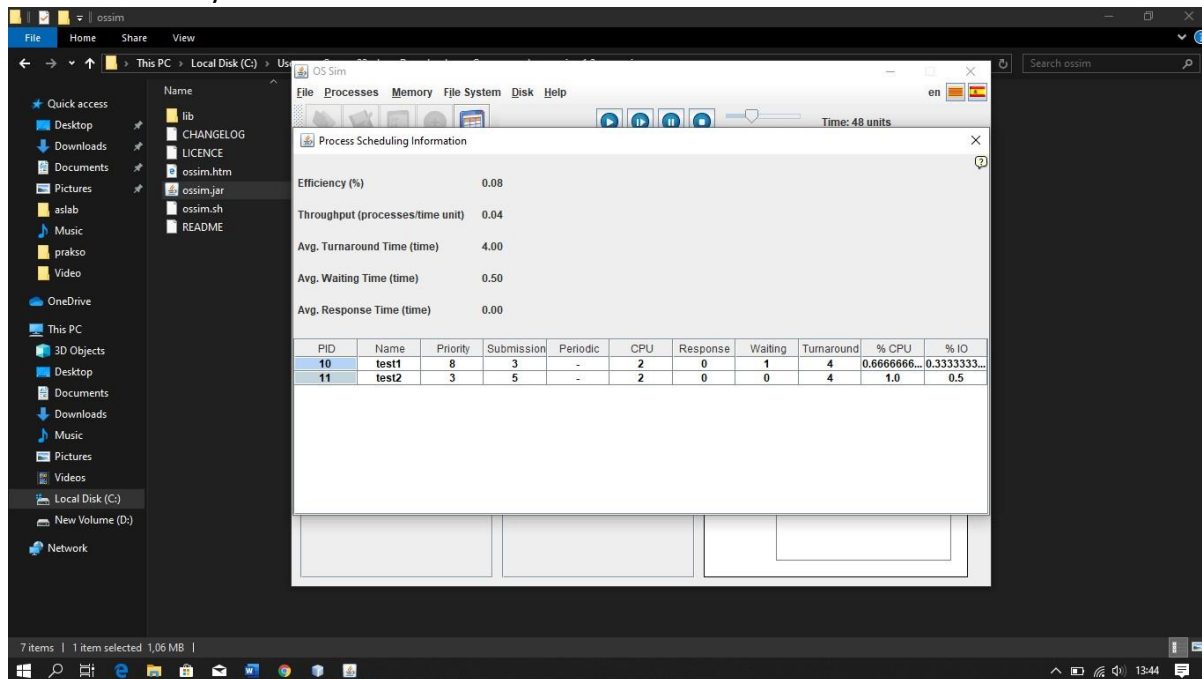 ossim
File Home Share View
This PC > Local Disk (C:) >
Search ossim
Quick access
Desktop
Downloads
Documents
Pictures
aslab
Music
prakso
Video
OneDrive
This PC
3D Objects
Desktop
Documents
Downloads
Music
Pictures
Videos
Local Disk (C:)
New Volume (D:)
Network
Name
lib
CHANGELOG
LICENCE
ossim.htm
ossim.jar
ossim.sh
README
OS Sim
File Processes Memory File System Disk Help
en
Time: 48 units
Process Scheduling Information
Efficiency (%) 0.08
Throughput (processes/time unit) 0.04
Avg. Turnaround Time (time) 4.00
Avg. Waiting Time (time) 0.50
Avg. Response Time (time) 0.00
PID Name Priority Submission Periodic CPU Response Waiting Turnaround % CPU % IO
10 test1 8 3 - 2 0 1 4 0.6666666... 0.3333333...
11 test2 3 5 - 2 0 0 4 1.0 0.5
7 items | 1 item selected 1,06 MB |
13:44